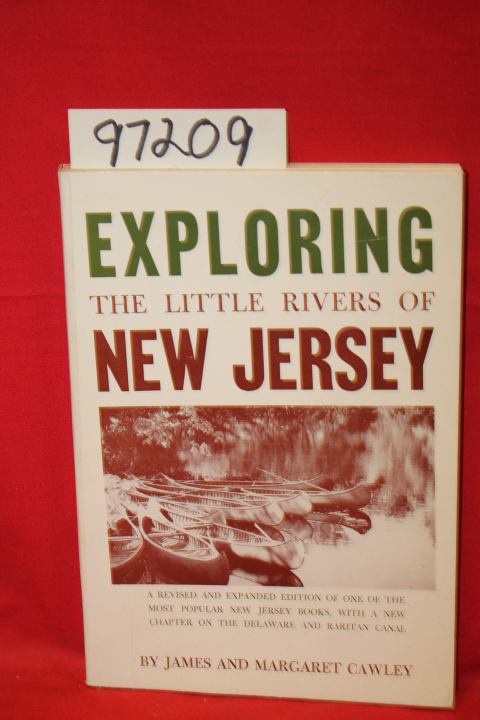 97209
EXPLORING
THE LITTLE RIVERS OF
NEW JERSEY
A REVISED AND EXPANDED EDITION OF ONE OF THE
MOST POPULAR NEW JERSEY BOOKS, WITH A NEW
CHAPTER ON THE DELAWARE AND RARITAN CANAL
BY JAMES AND MARGARET CAWLEY